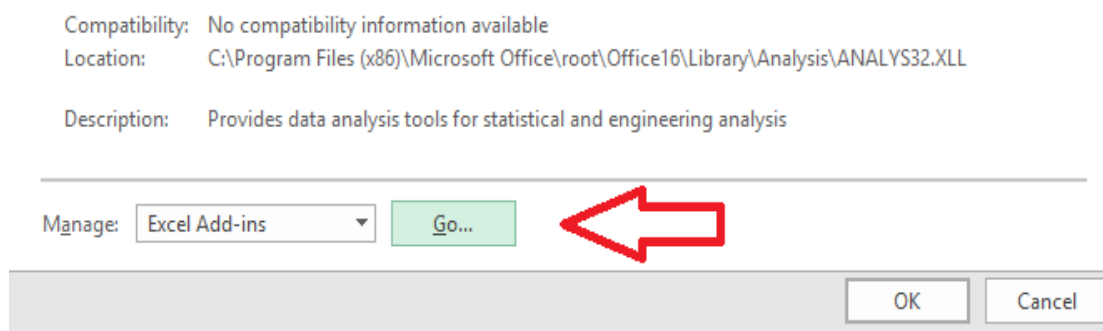 Compatibility: No compatibility information available
Location: C:\Program Files (x86)\Microsoft Office\root\Office16\Library\Analysis\ANALYS32.XLL
Description: Provides data analysis tools for statistical and engineering analysis
Manage: Excel Add-ins Go...
OK Cancel